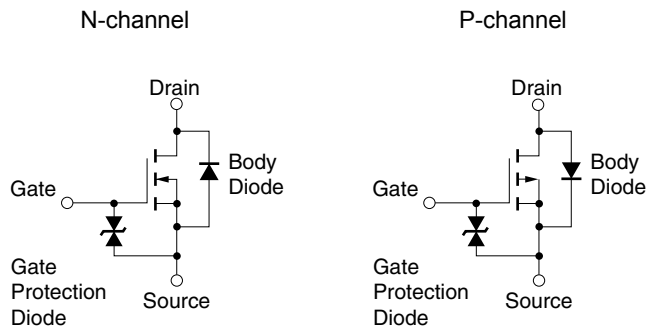 N-channel
Drain
Body
Diode
Gate
Gate
Protection
Diode
Source
P-channel
Drain
Body
Diode
Gate
Gate
Protection
Diode
Source